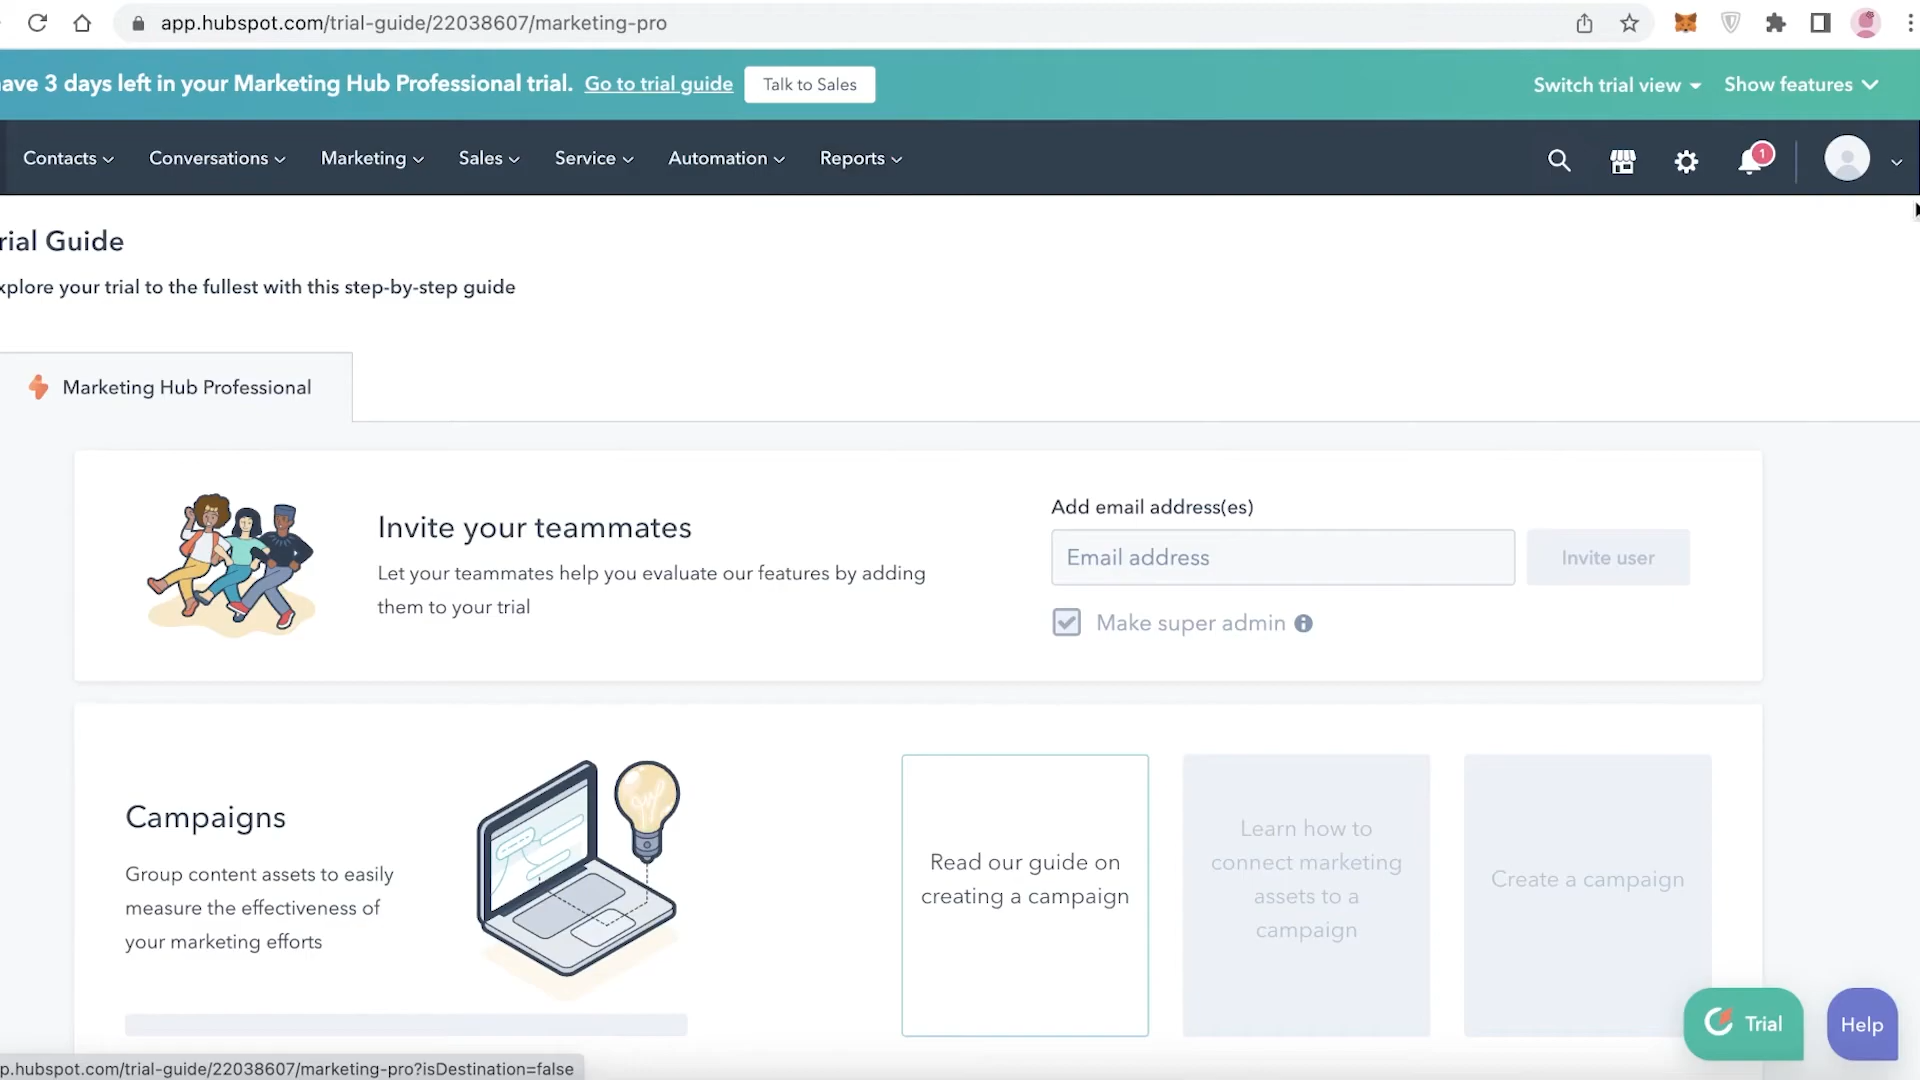 app.hubspot.com/trial-guide/22038607/marketing-pro
ave 3 days left in your Marketing Hub Professional trial. Go to trial guide Talk to Sales Switch trial view Show features
Contacts Conversations Marketing Sales Service Automation Reports 1
rial Guide
xplore your trial to the fullest with this step-by-step guide
Marketing Hub Professional
Invite your teammates
Let your teammates help you evaluate our features by adding
them to your trial
Add email address(es)
Email address Invite user
Make super admin
Campaigns
Group content assets to easily
measure the effectiveness of
your marketing efforts
Read our guide on
creating a campaign
Learn how to
connect marketing
assets to a
campaign
Create a campaign
Trial Help
p.hubspot.com/trial-guide/22038607/marketing-pro?isDestination=false